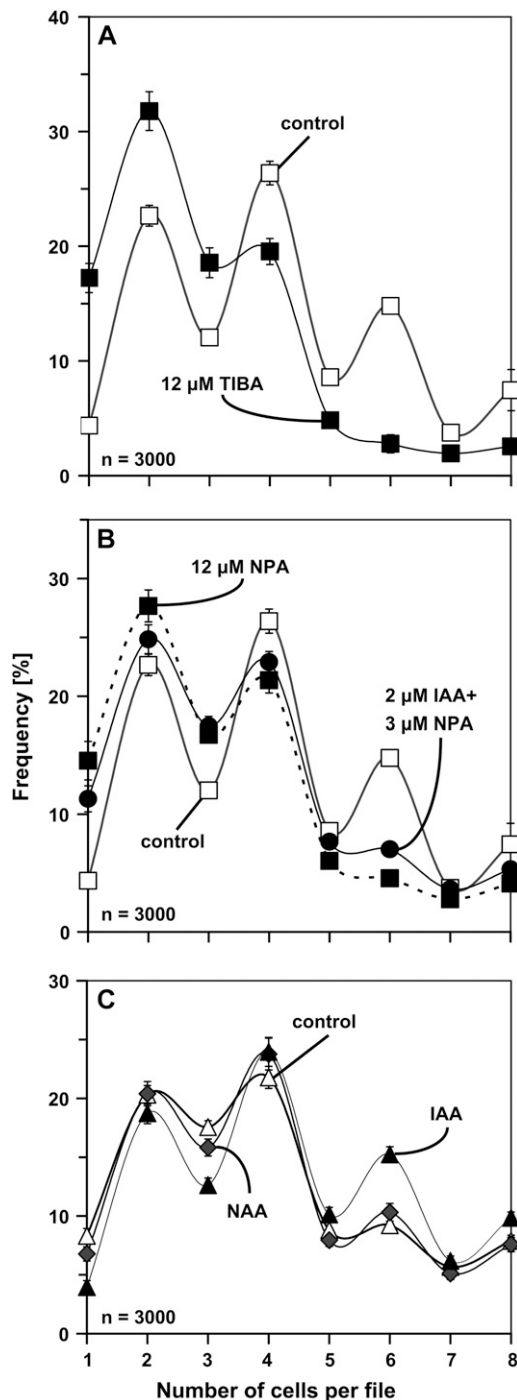 A
40
30
20
10
0
control
12 µM TIBA
n = 3000
B
30
20
10
0
Frequency [%]
12 µM NPA
2 µM IAA+
3 µM NPA
control
n = 3000
C
30
20
10
0
control
IAA
NAA
n = 3000
1 2 3 4 5 6 7 8
Number of cells per file